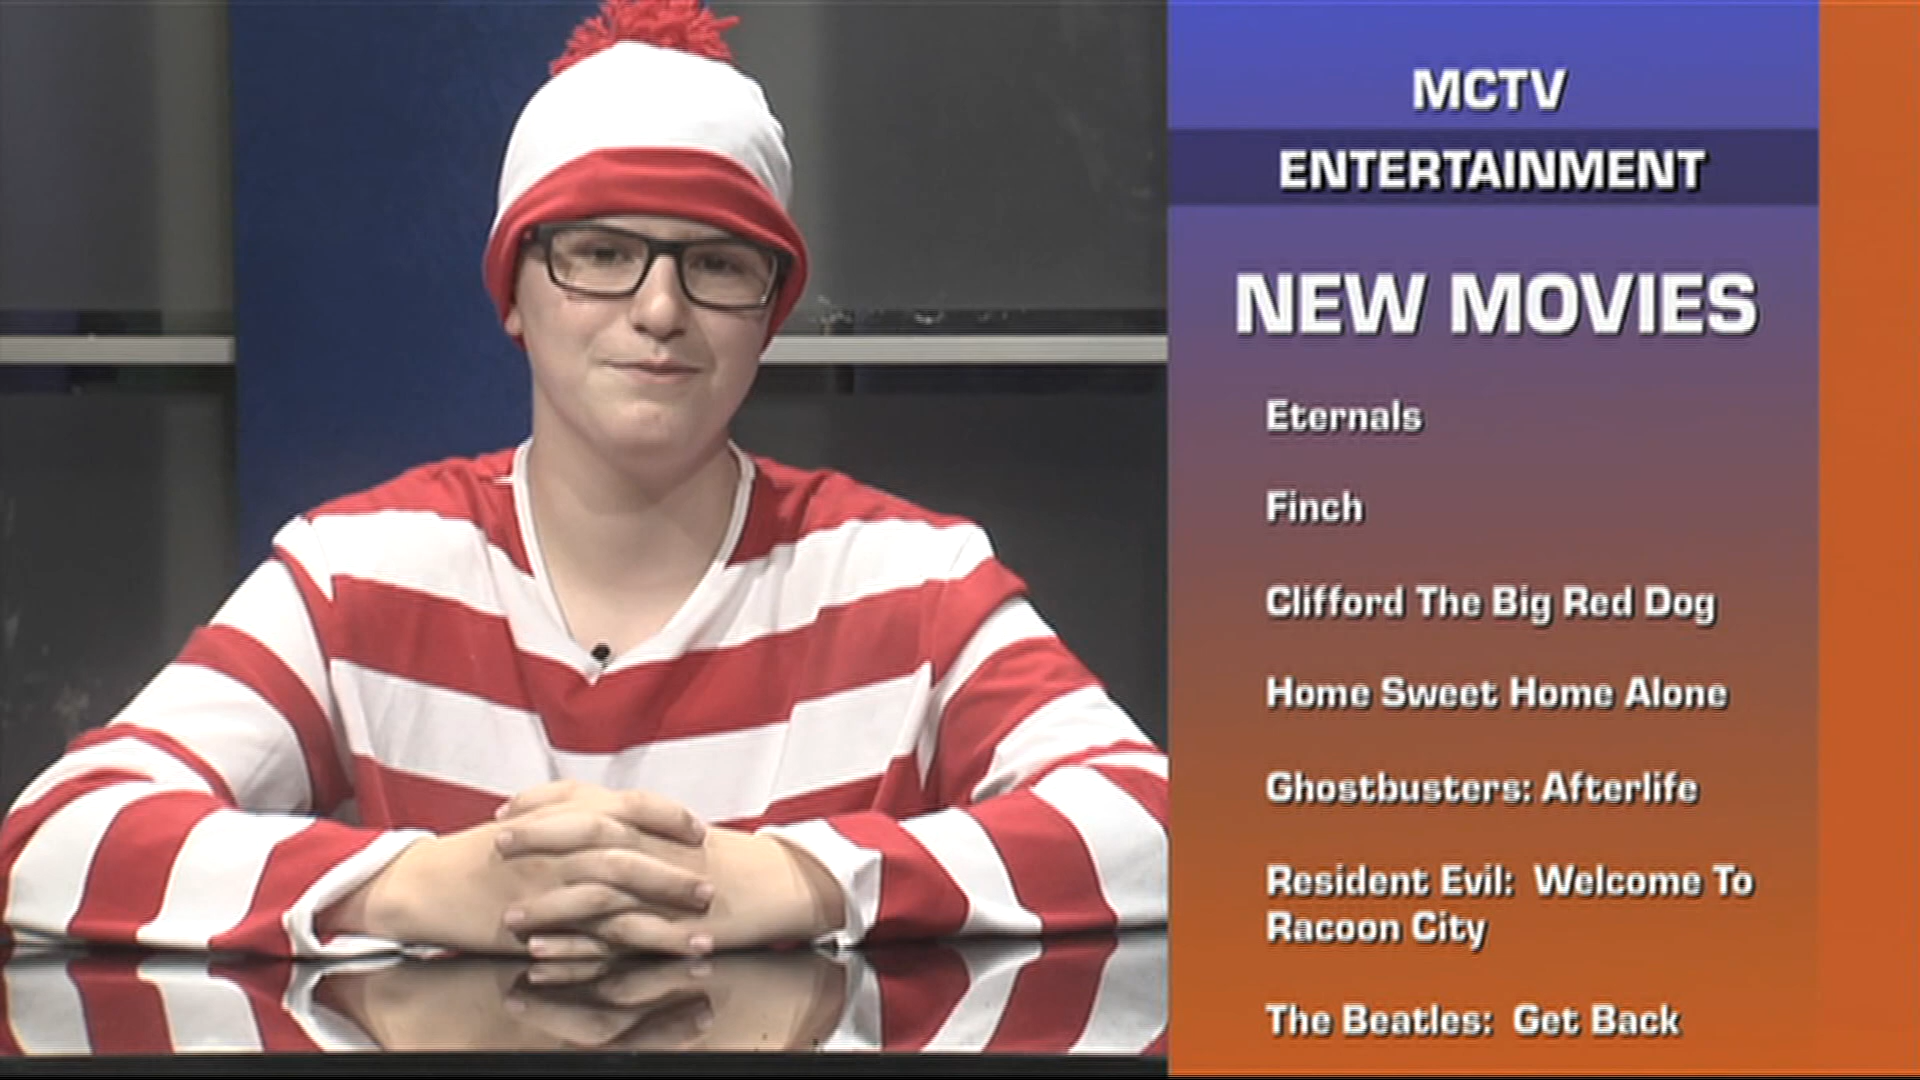 MCTV
ENTERTAINMENT
NEW MOVIES
Eternals
Finch
Clifford The Big Red Dog
Home Sweet Home Alone
Ghostbusters: Afterlife
Resident Evil: Welcome To
Racoon City
The Beatles: Get Back